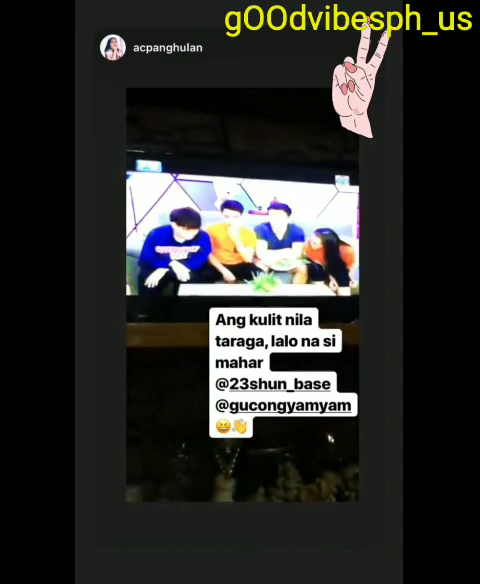 gOOdvibesph_us
acpanghulan
Ang kulit nila
taraga, lalo na si
mahar
@23shun_base
@gucongyamyam
😆👏